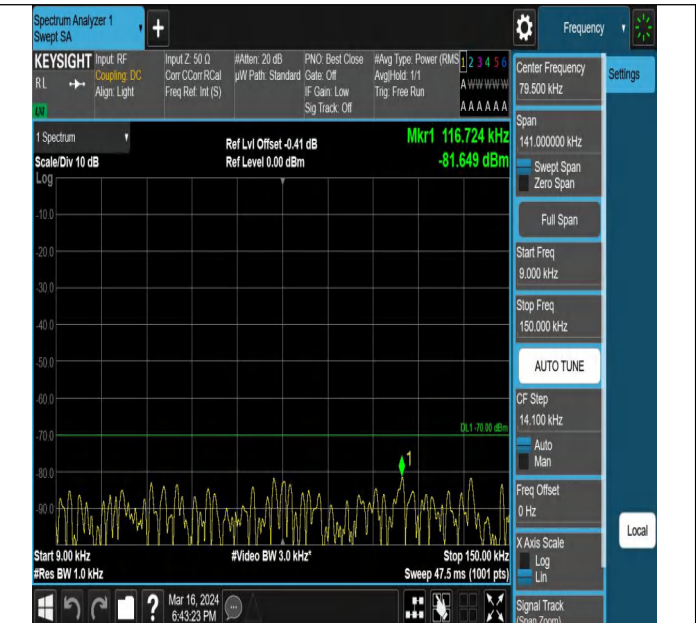 Spectrum Analyzer 1
Swept SA
+
Frequency
KEYSIGHT
RL
LXI
Input: RF
Coupling: DC
Align: Light
Input Z: 50 Ω
Corr CCorr RCal
Freq Ref: Int (S)
#Atten: 20 dB
µW Path: Standard
PNO: Best Close
Gate: Off
IF Gain: Low
Sig Track: Off
#Avg Type: Power (RMS
Avg|Hold: 1/1
Trig: Free Run
1 2 3 4 5 6
A W W W W W
A A A A A A
1 Spectrum
Scale/Div 10 dB
Log
Ref Lvl Offset -0.41 dB
Ref Level 0.00 dBm
Mkr1 116.724 kHz
-81.649 dBm
-10.0
-20.0
-30.0
-40.0
-50.0
-60.0
-70.0
-80.0
-90.0
DL1 -70.00 dBm
1
Start 9.00 kHz
#Video BW 3.0 kHz*
Stop 150.00 kHz
#Res BW 1.0 kHz
Sweep 47.5 ms (1001 pts)
Center Frequency
79.500 kHz
Settings
Span
141.000000 kHz
Swept Span
Zero Span
Full Span
Start Freq
9.000 kHz
Stop Freq
150.000 kHz
AUTO TUNE
CF Step
14.100 kHz
Auto
Man
Freq Offset
0 Hz
X Axis Scale
Log
Lin
Local
Signal Track
(Span Zoom)
?
Mar 16, 2024
6:43:23 PM